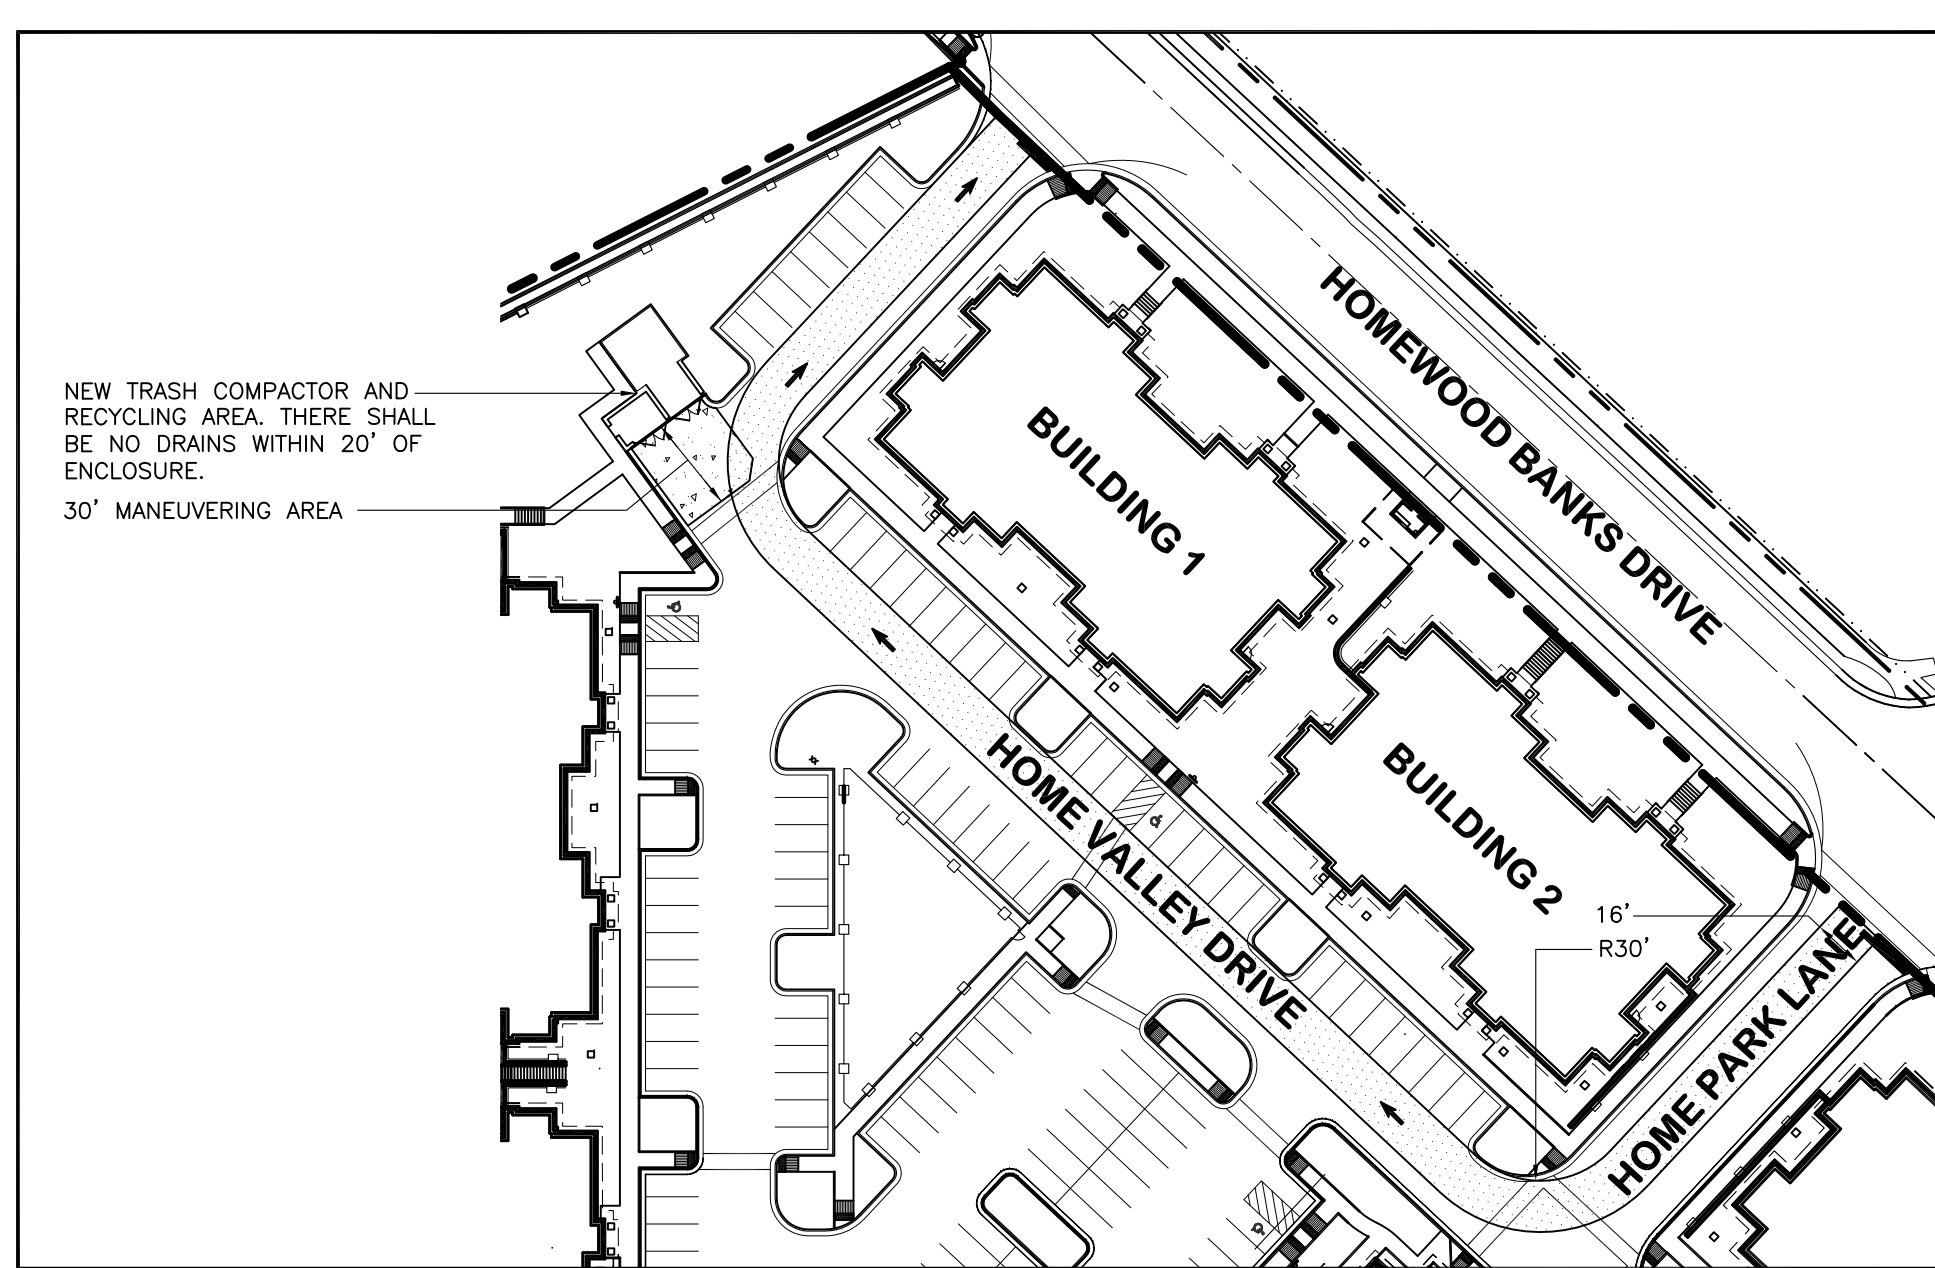 NEW TRASH COMPACTOR AND
RECYCLING AREA. THERE SHALL
BE NO DRAINS WITHIN 20' OF
ENCLOSURE.
30' MANEUVERING AREA
HOMEWOOD BANKS DRIVE
BUILDING 1
BUILDING 2
HOME VALLEY DRIVE
16'
R30'
HOME PARK LANE